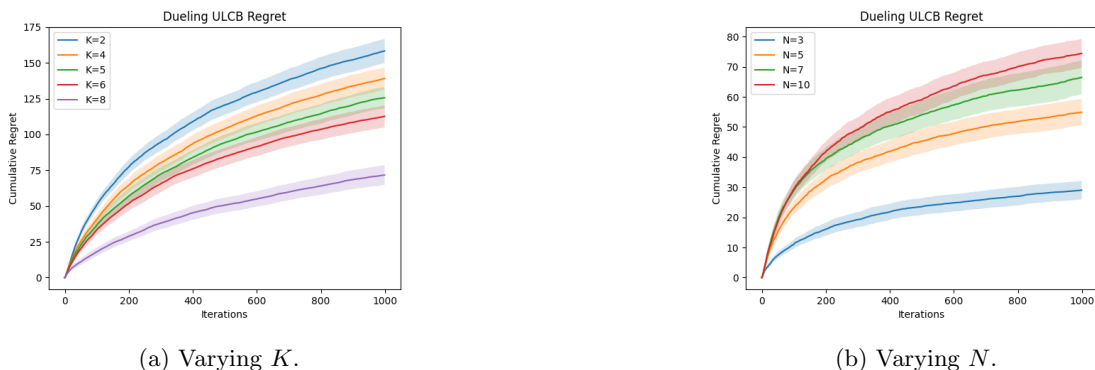 Dueling ULCB Regret
175
150
125
100
75
50
25
0
Cumulative Regret
K=2
K=4
K=5
K=6
K=8
0 200 400 600 800 1000
Iterations
(a) Varying K.
Dueling ULCB Regret
80
70
60
50
40
30
20
10
0
Cumulative Regret
N=3
N=5
N=7
N=10
0 200 400 600 800 1000
Iterations
(b) Varying N.